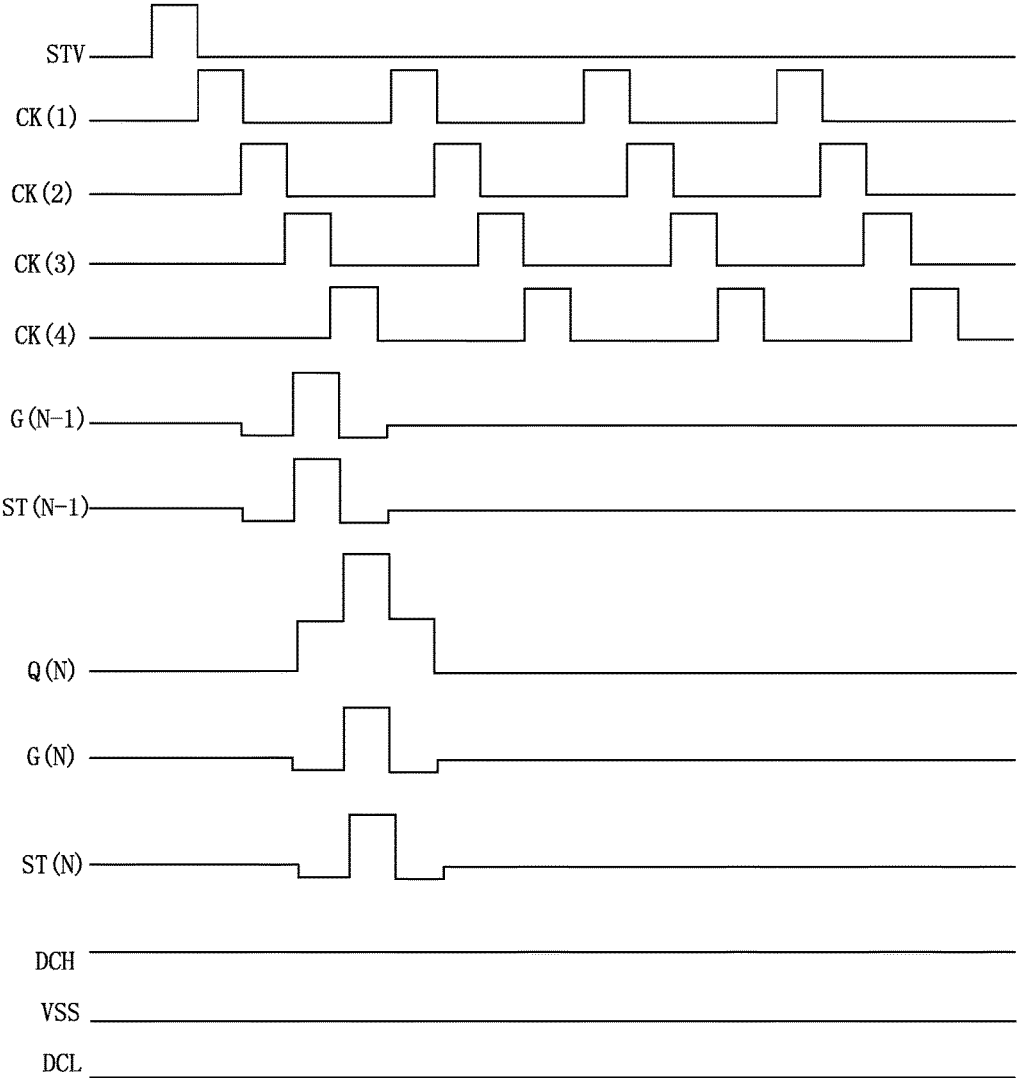 STV
CK(1)
CK(2)
CK(3)
CK(4)
G(N-1)
ST(N-1)
Q(N)
G(N)
ST(N)
DCH
VSS
DCL